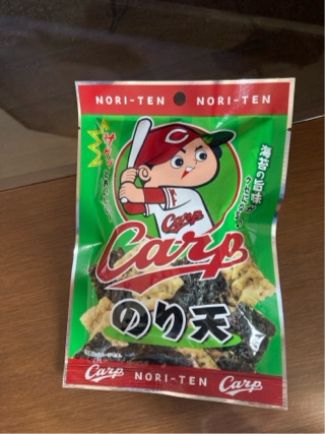 NORI-TEN NORI-TEN
C
海苔の旨味
Carp
Carp
のり天
Carp NORI-TEN Carp